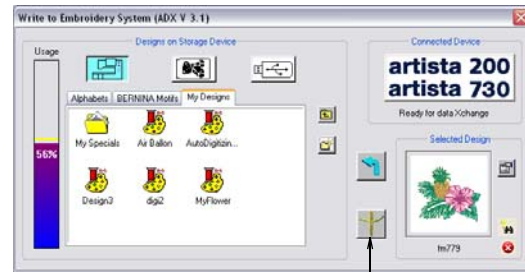 Write to Embroidery System (ADX V 3.1)
Usage
Designs on Storage Device
Connected Device
artista 200
artista 730
Ready for data Xchange
Alphabets
BERNINA Motifs
My Designs
My Specials
Air Ballon
AutoDigitizin...
56%
Design3
digi2
MyFlower
Selected Design
fm779